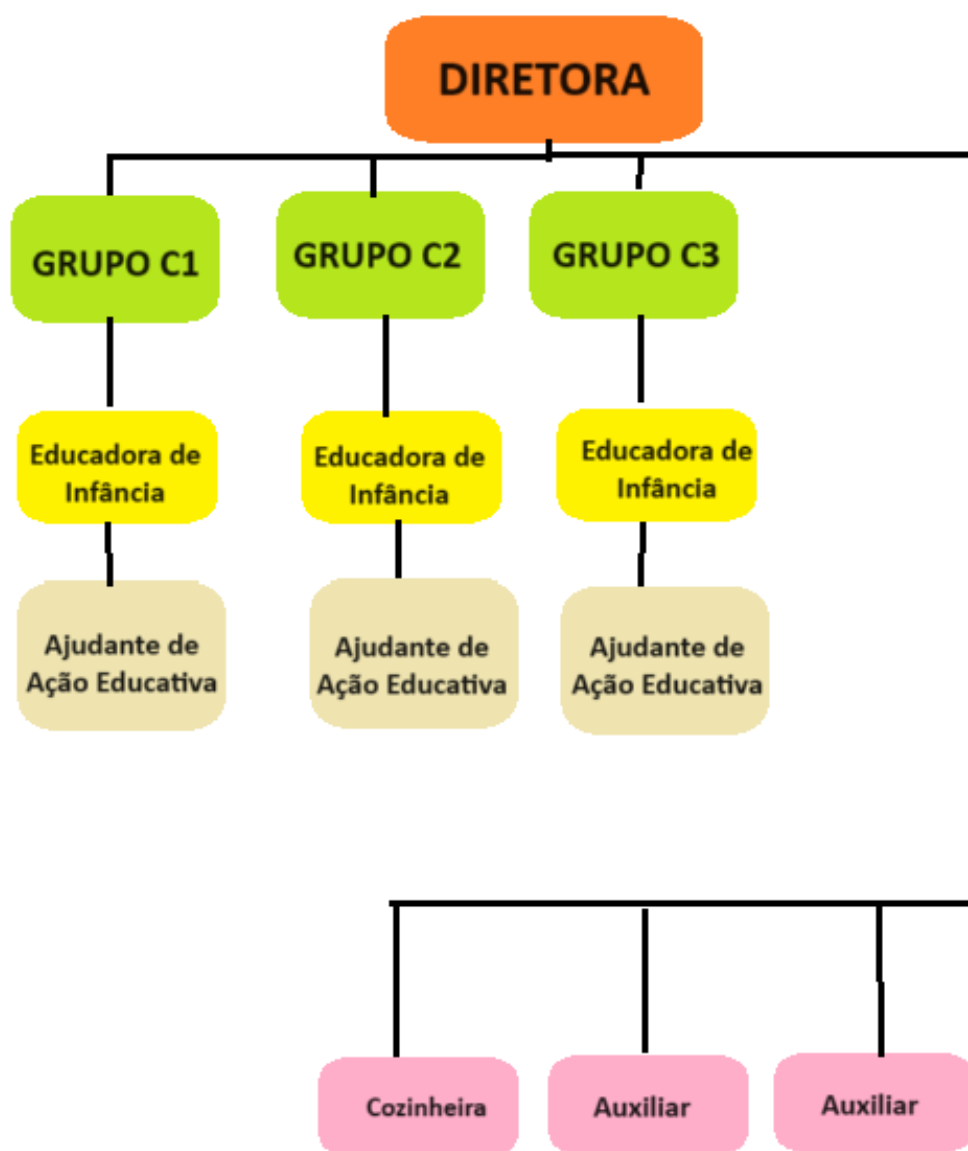 DIRETORA
GRUPO C1
GRUPO C2
GRUPO C3
Educadora de
Infância
Educadora de
Infância
Educadora de
Infância
Ajudante de
Ação Educativa
Ajudante de
Ação Educativa
Ajudante de
Ação Educativa
Cozinheira
Auxiliar
Auxiliar